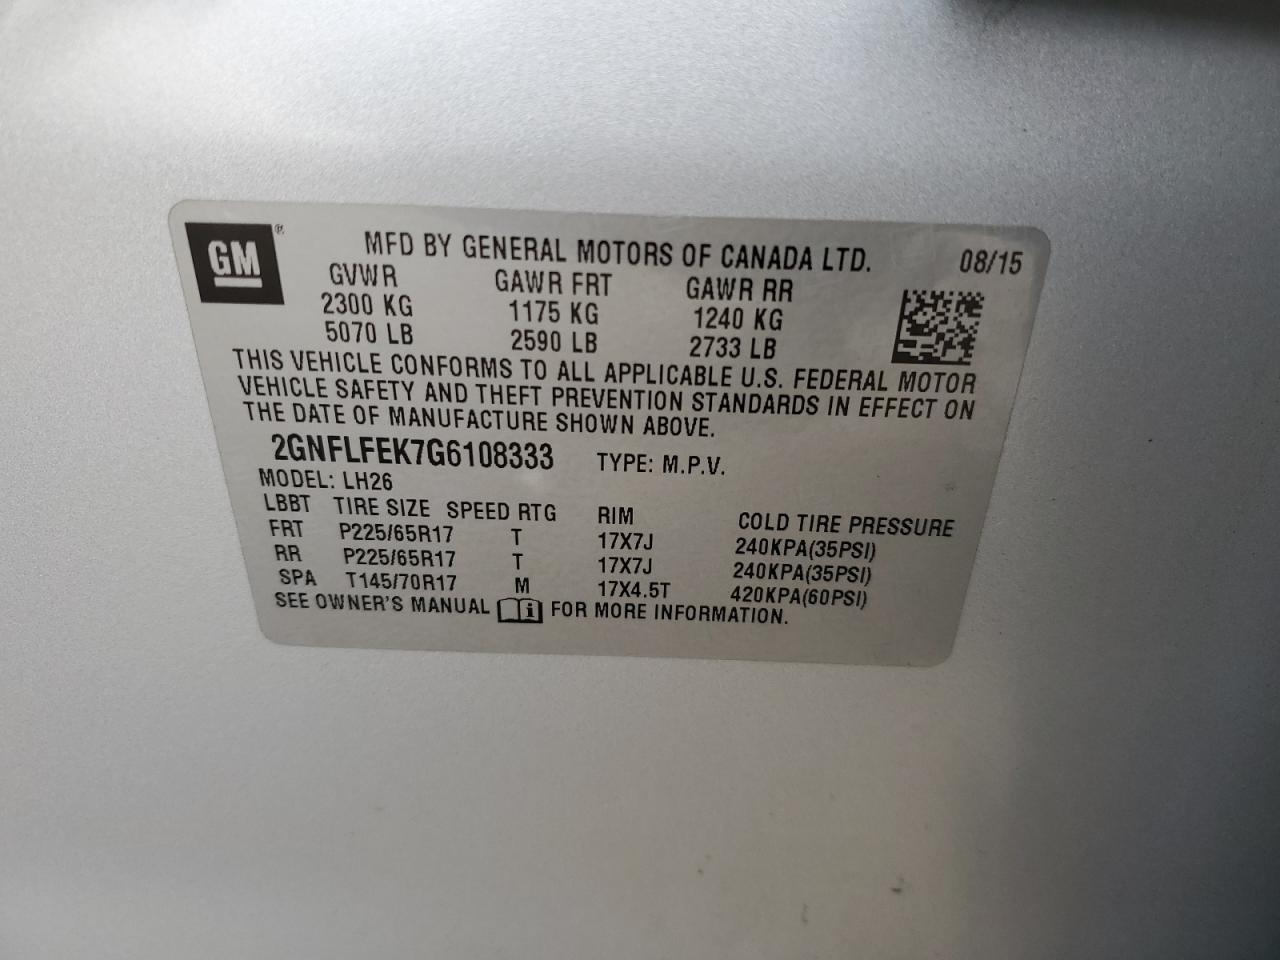 GM ®
MFD BY GENERAL MOTORS OF CANADA LTD. 08/15
GVWR GAWR FRT GAWR RR
2300 KG 1175 KG 1240 KG
5070 LB 2590 LB 2733 LB
THIS VEHICLE CONFORMS TO ALL APPLICABLE U.S. FEDERAL MOTOR
VEHICLE SAFETY AND THEFT PREVENTION STANDARDS IN EFFECT ON
THE DATE OF MANUFACTURE SHOWN ABOVE.
2GNFLFEK7G6108333 TYPE: M.P.V.
MODEL: LH26
LBBT TIRE SIZE SPEED RTG RIM COLD TIRE PRESSURE
FRT P225/65R17 T 17X7J 240KPA(35PSI)
RR P225/65R17 T 17X7J 240KPA(35PSI)
SPA T145/70R17 M 17X4.5T 420KPA(60PSI)
SEE OWNER'S MANUAL i FOR MORE INFORMATION.